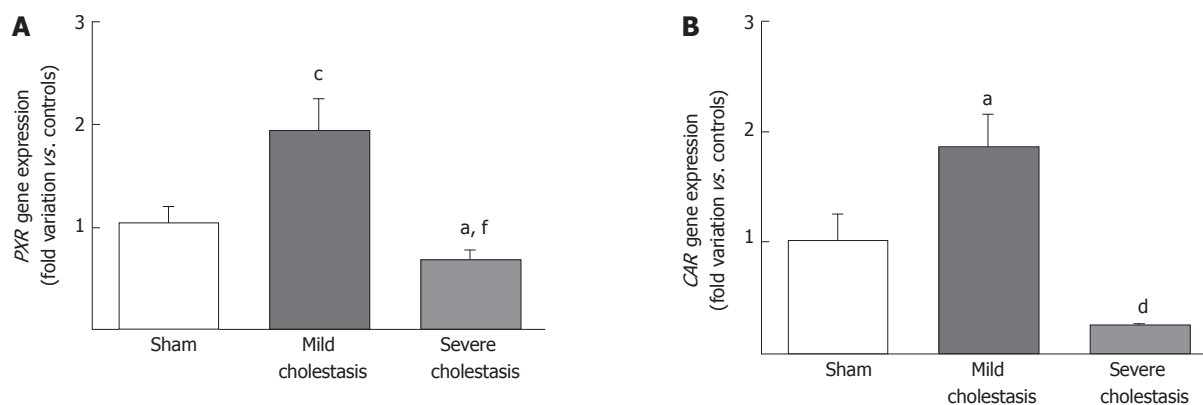 A
PXR gene expression
(fold variation vs. controls)
3
2
1
c
a, f
Sham
Mild
cholestasis
Severe
cholestasis
B
CAR gene expression
(fold variation vs. controls)
3
2
1
a
d
Sham
Mild
cholestasis
Severe
cholestasis